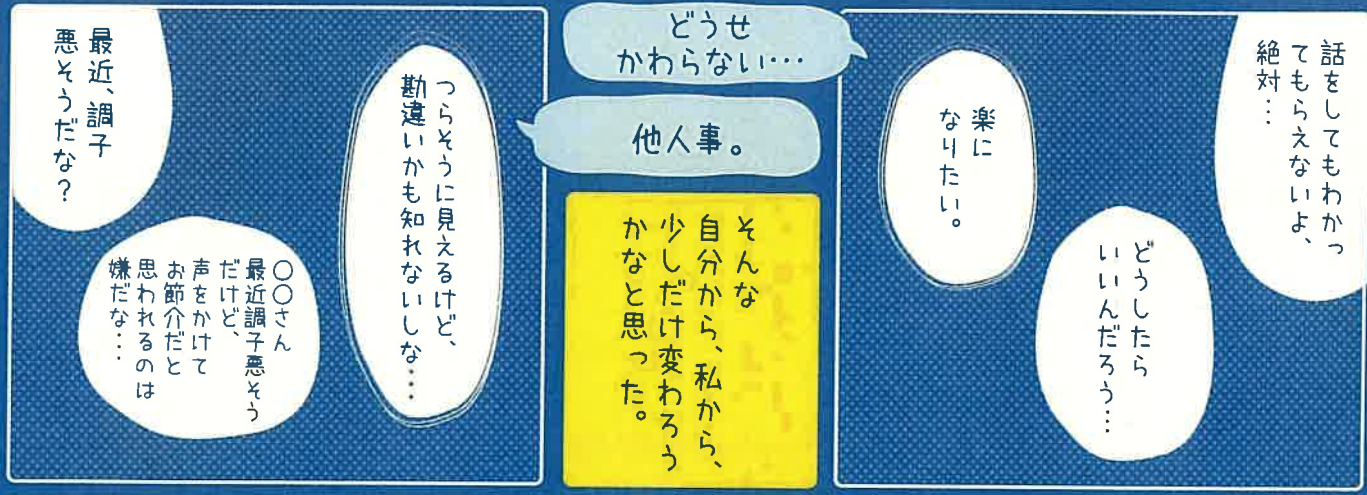 話をしてもわかっ
てもらえないよ、
絶対…
どうしたら
いいんだろう…
楽に
なりたい。
どうせ
かわらない…
他人事。
そんな
自分から、私から、
少しだけ変わろう
かなと思った。
つらそうに見えるけど、
勘違いかも知れないしな…
〇〇さん
最近調子悪そう
だけど、
声をかけて
お節介だと
思われるのは
嫌だな…
最近、調子
悪そうだな?